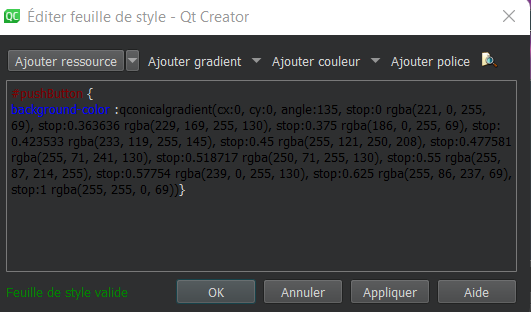 QC Éditer feuille de style - Qt Creator
Ajouter ressource Ajouter gradient Ajouter couleur Ajouter police
#pushButton {
background-color :qconicalgradient(cx:0, cy:0, angle:135, stop:0 rgba(221, 0, 255,
69), stop:0.363636 rgba(229, 169, 255, 130), stop:0.375 rgba(186, 0, 255, 69), stop:
0.423533 rgba(233, 119, 255, 145), stop:0.45 rgba(255, 121, 250, 208), stop:0.477581
rgba(255, 71, 241, 130), stop:0.518717 rgba(250, 71, 255, 130), stop:0.55 rgba(255,
87, 214, 255), stop:0.57754 rgba(239, 0, 255, 130), stop:0.625 rgba(255, 86, 237, 69),
stop:1 rgba(255, 255, 0, 69))}
Feuille de style valide OK Annuler Appliquer Aide